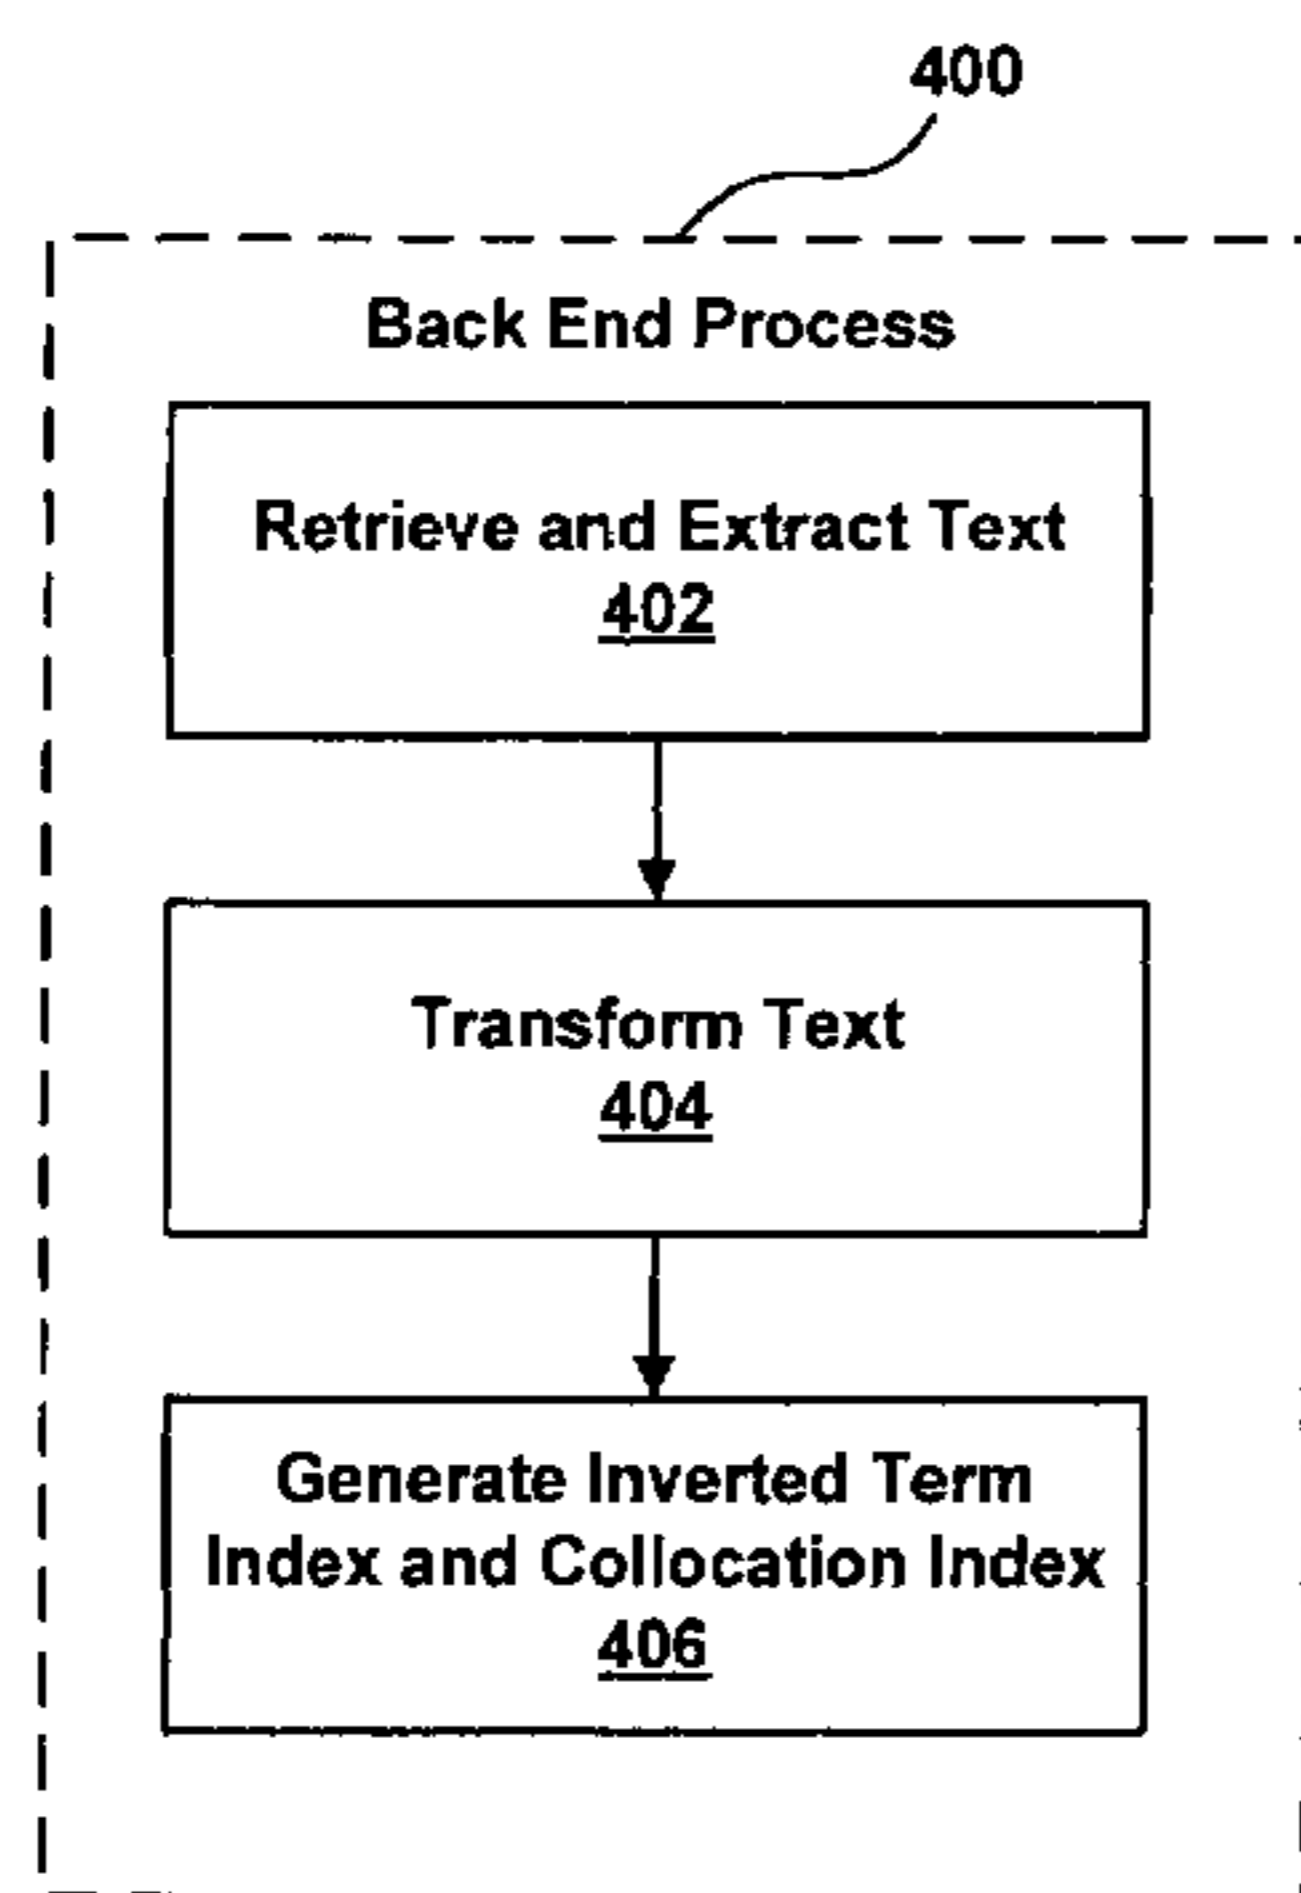 400
Back End Process
Retrieve and Extract Text
402
Transform Text
404
Generate Inverted Term
Index and Collocation Index
406